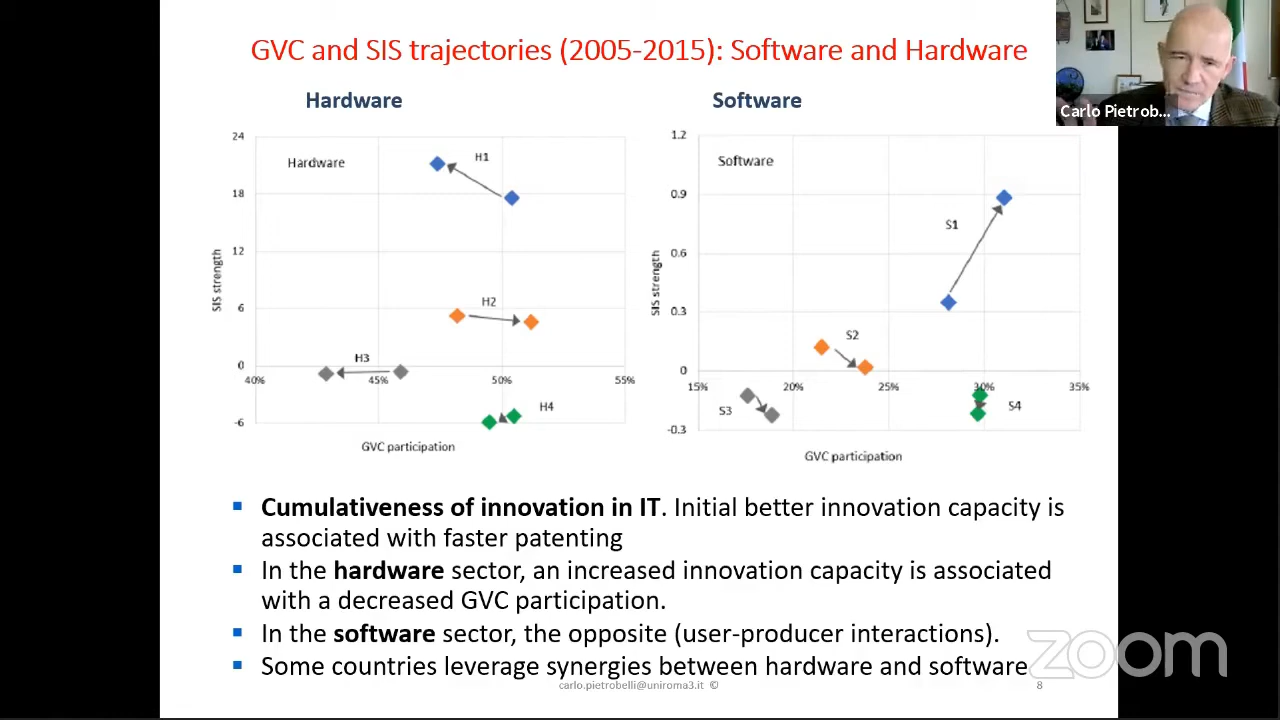 GVC and SIS trajectories (2005-2015): Software and Hardware
Carlo Pietrob...
Hardware
Software
24
18
12
6
0
-6
40%
45%
50%
55%
SIS strength
Hardware
H1
H2
H3
H4
GVC participation
1.2
0.9
0.6
0.3
0
-0.3
15%
20%
25%
30%
35%
SIS strength
Software
S1
S2
S3
S4
GVC participation
▪ Cumulativeness of innovation in IT. Initial better innovation capacity is
associated with faster patenting
▪ In the hardware sector, an increased innovation capacity is associated
with a decreased GVC participation.
▪ In the software sector, the opposite (user-producer interactions).
▪ Some countries leverage synergies between hardware and software
carlo.pietrobelli@uniroma3.it ©
8
zoom